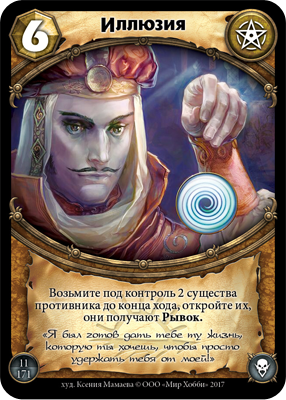 6
Иллюзия
Возьмите под контроль 2 существа
противника до конца хода, откройте их,
они получают Рывок.
«Я был готов дать тебе ту жизнь,
которую ты хочешь, чтобы просто
удержать тебя от моей!»
11
171
худ. Ксения Мамаева © ООО «Мир Хобби» 2017